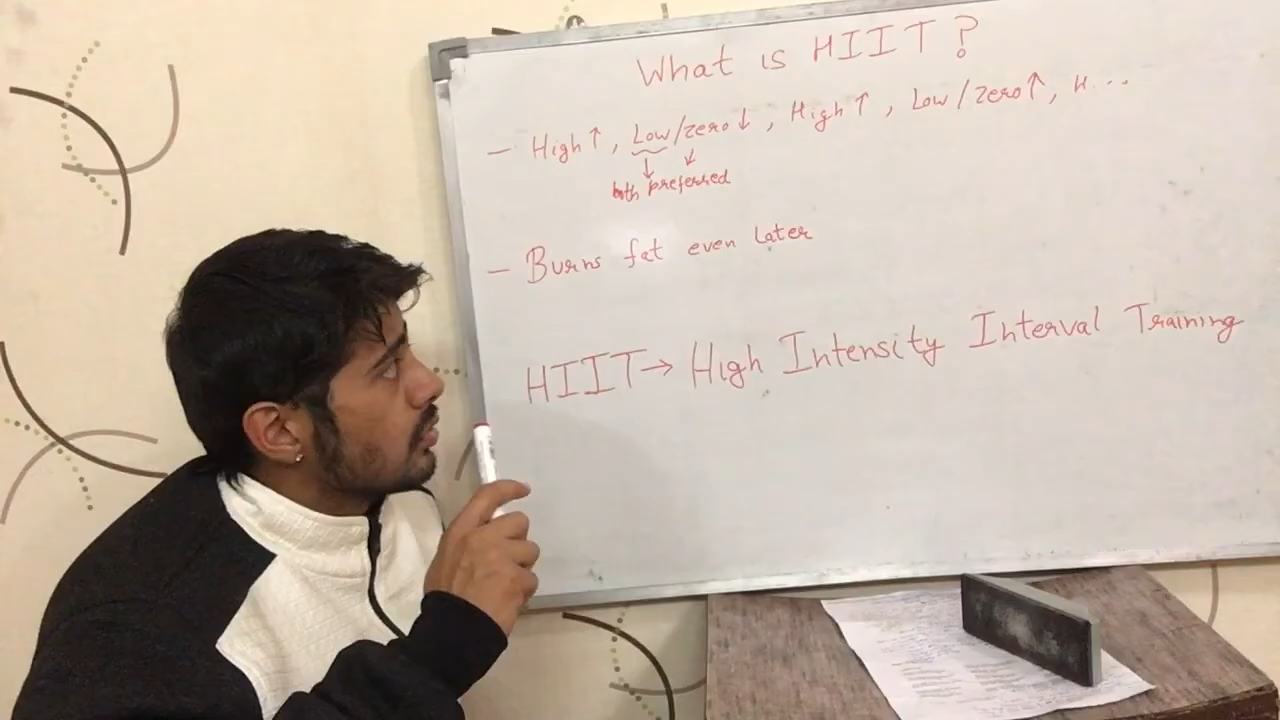 What is HIIT?
— High↑, Low/zero↓, High↑, Low/zero↑, H...
both preferred
— Burns fat even later
HIIT→ High Intensity Interval Training